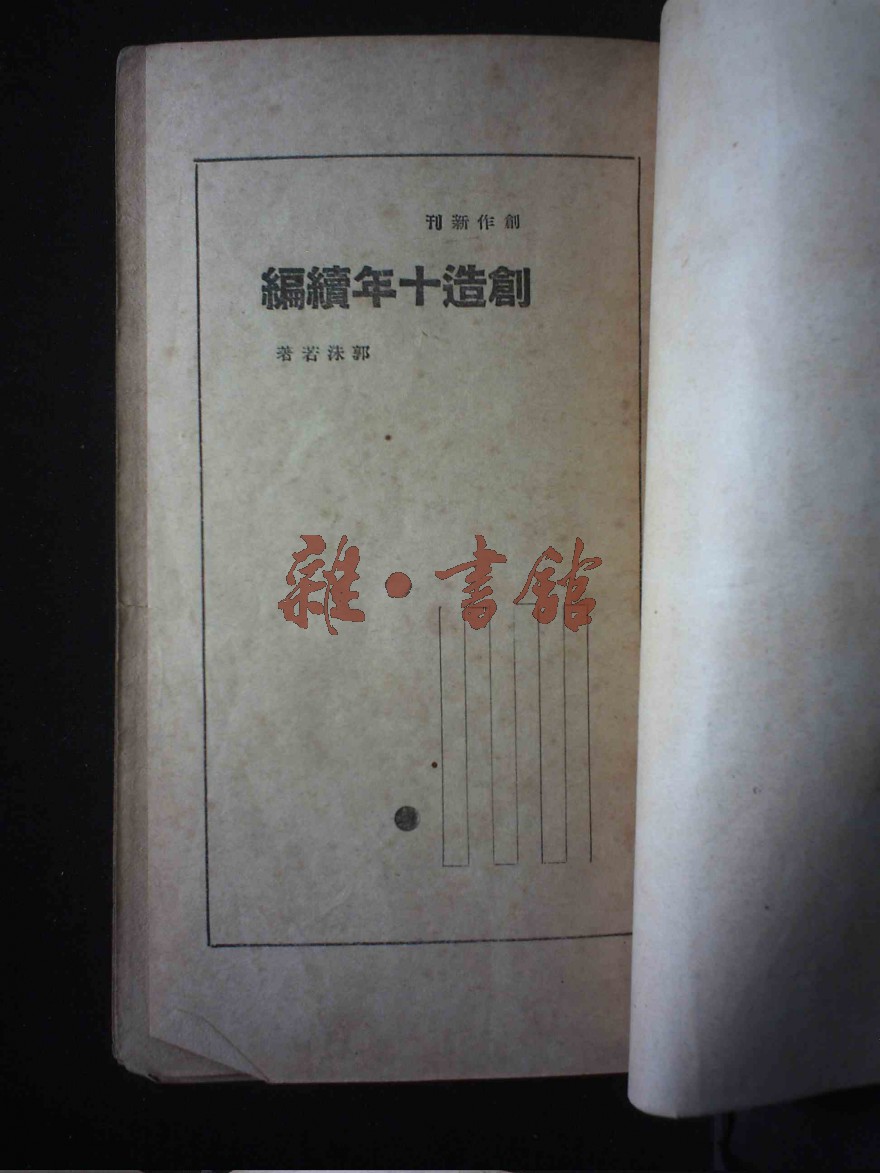 創作新刊
創造十年續編
郭沫若著
雜·書館